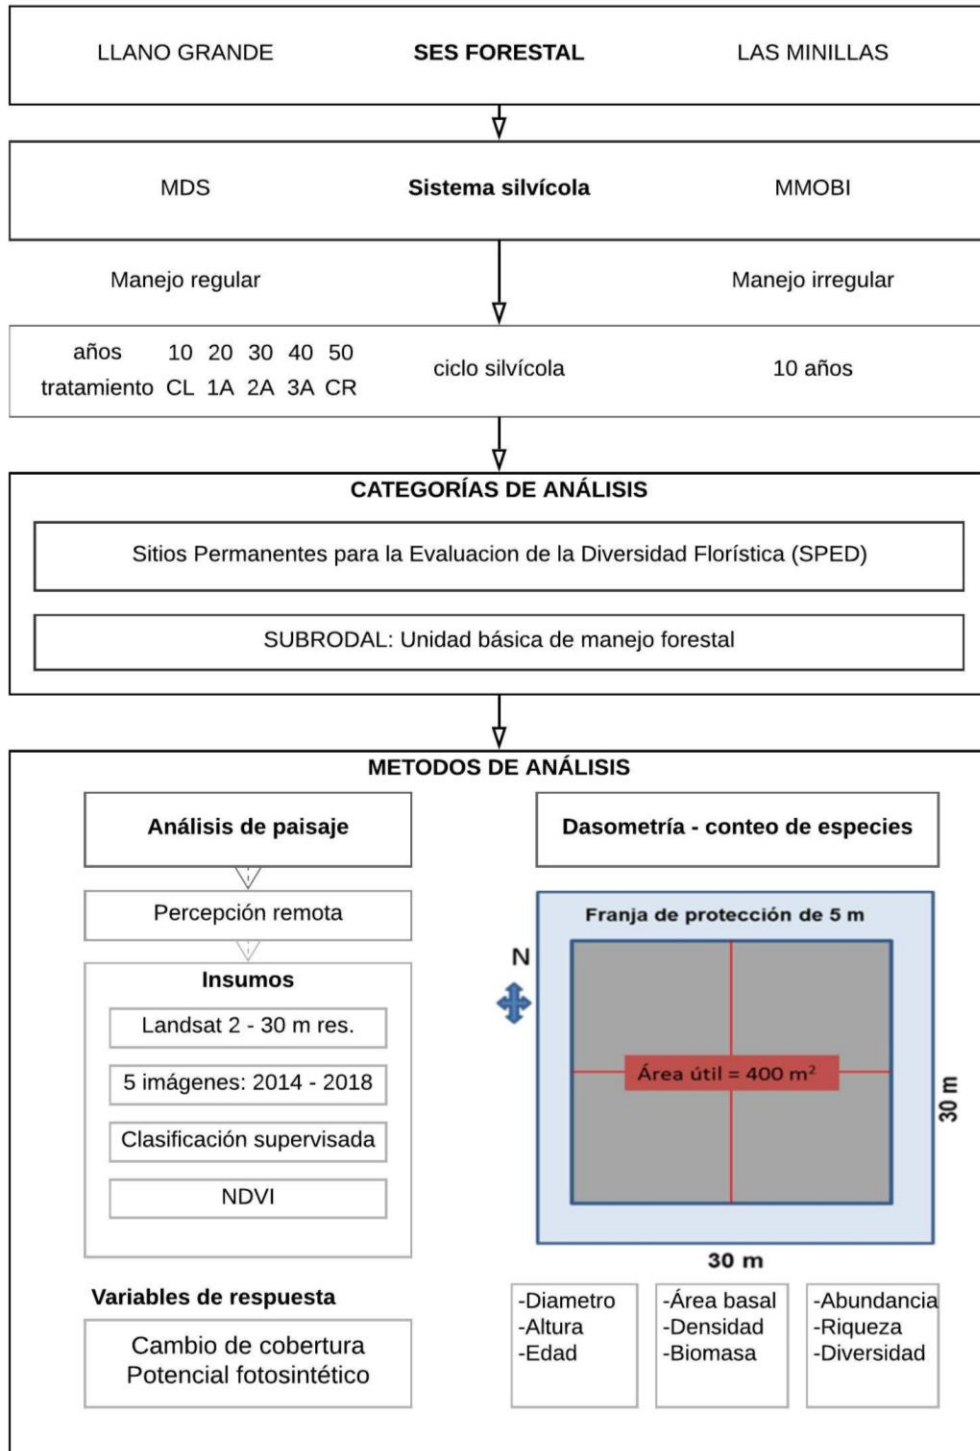 LLANO GRANDE SES FORESTAL LAS MINILLAS
MDS Sistema silvícola MMOBI
Manejo regular Manejo irregular
años 10 20 30 40 50
tratamiento CL 1A 2A 3A CR
ciclo silvícola 10 años
CATEGORÍAS DE ANÁLISIS
Sitios Permanentes para la Evaluacion de la Diversidad Florística (SPED)
SUBRODAL: Unidad básica de manejo forestal
METODOS DE ANÁLISIS
Análisis de paisaje
Percepción remota
Insumos
Landsat 2 - 30 m res.
5 imágenes: 2014 - 2018
Clasificación supervisada
NDVI
Variables de respuesta
Cambio de cobertura
Potencial fotosintético
Dasometría - conteo de especies
Franja de protección de 5 m
N
Área útil = 400 m²
30 m
30 m
-Diametro
-Altura
-Edad
-Área basal
-Densidad
-Biomasa
-Abundancia
-Riqueza
-Diversidad